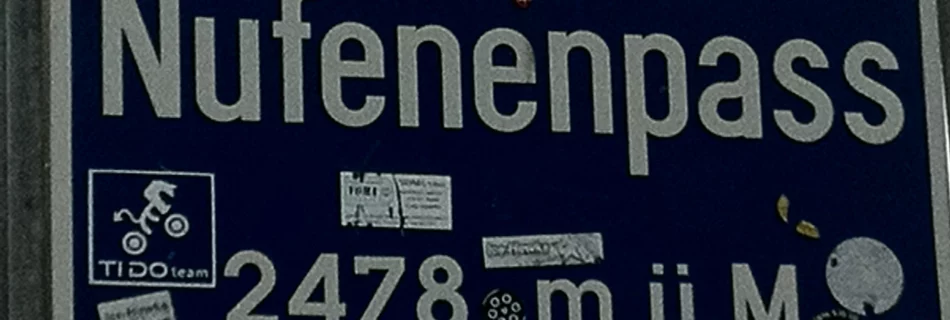 Nufenenpass
TIDO team
2478 m ü M